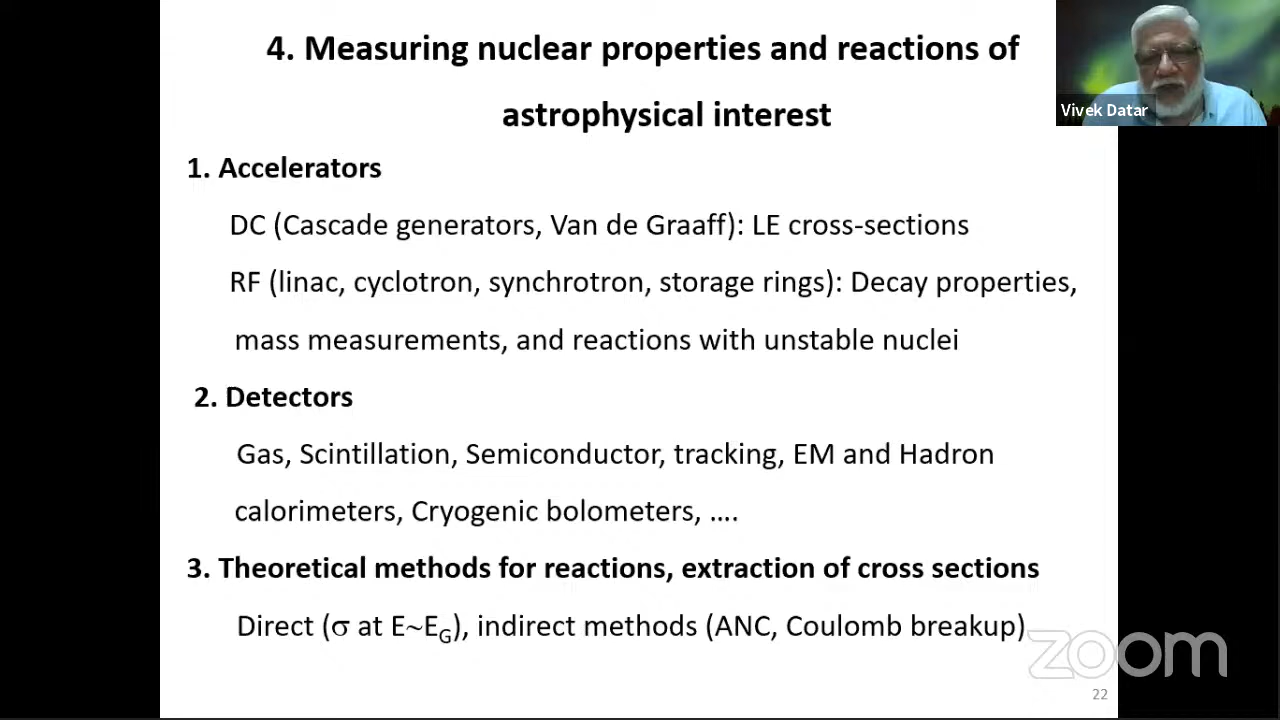 4. Measuring nuclear properties and reactions of
astrophysical interest
Vivek Datar
1. Accelerators
DC (Cascade generators, Van de Graaff): LE cross-sections
RF (linac, cyclotron, synchrotron, storage rings): Decay properties,
mass measurements, and reactions with unstable nuclei
2. Detectors
Gas, Scintillation, Semiconductor, tracking, EM and Hadron
calorimeters, Cryogenic bolometers, ....
3. Theoretical methods for reactions, extraction of cross sections
Direct (σ at E~E_G), indirect methods (ANC, Coulomb breakup)
zoom
22